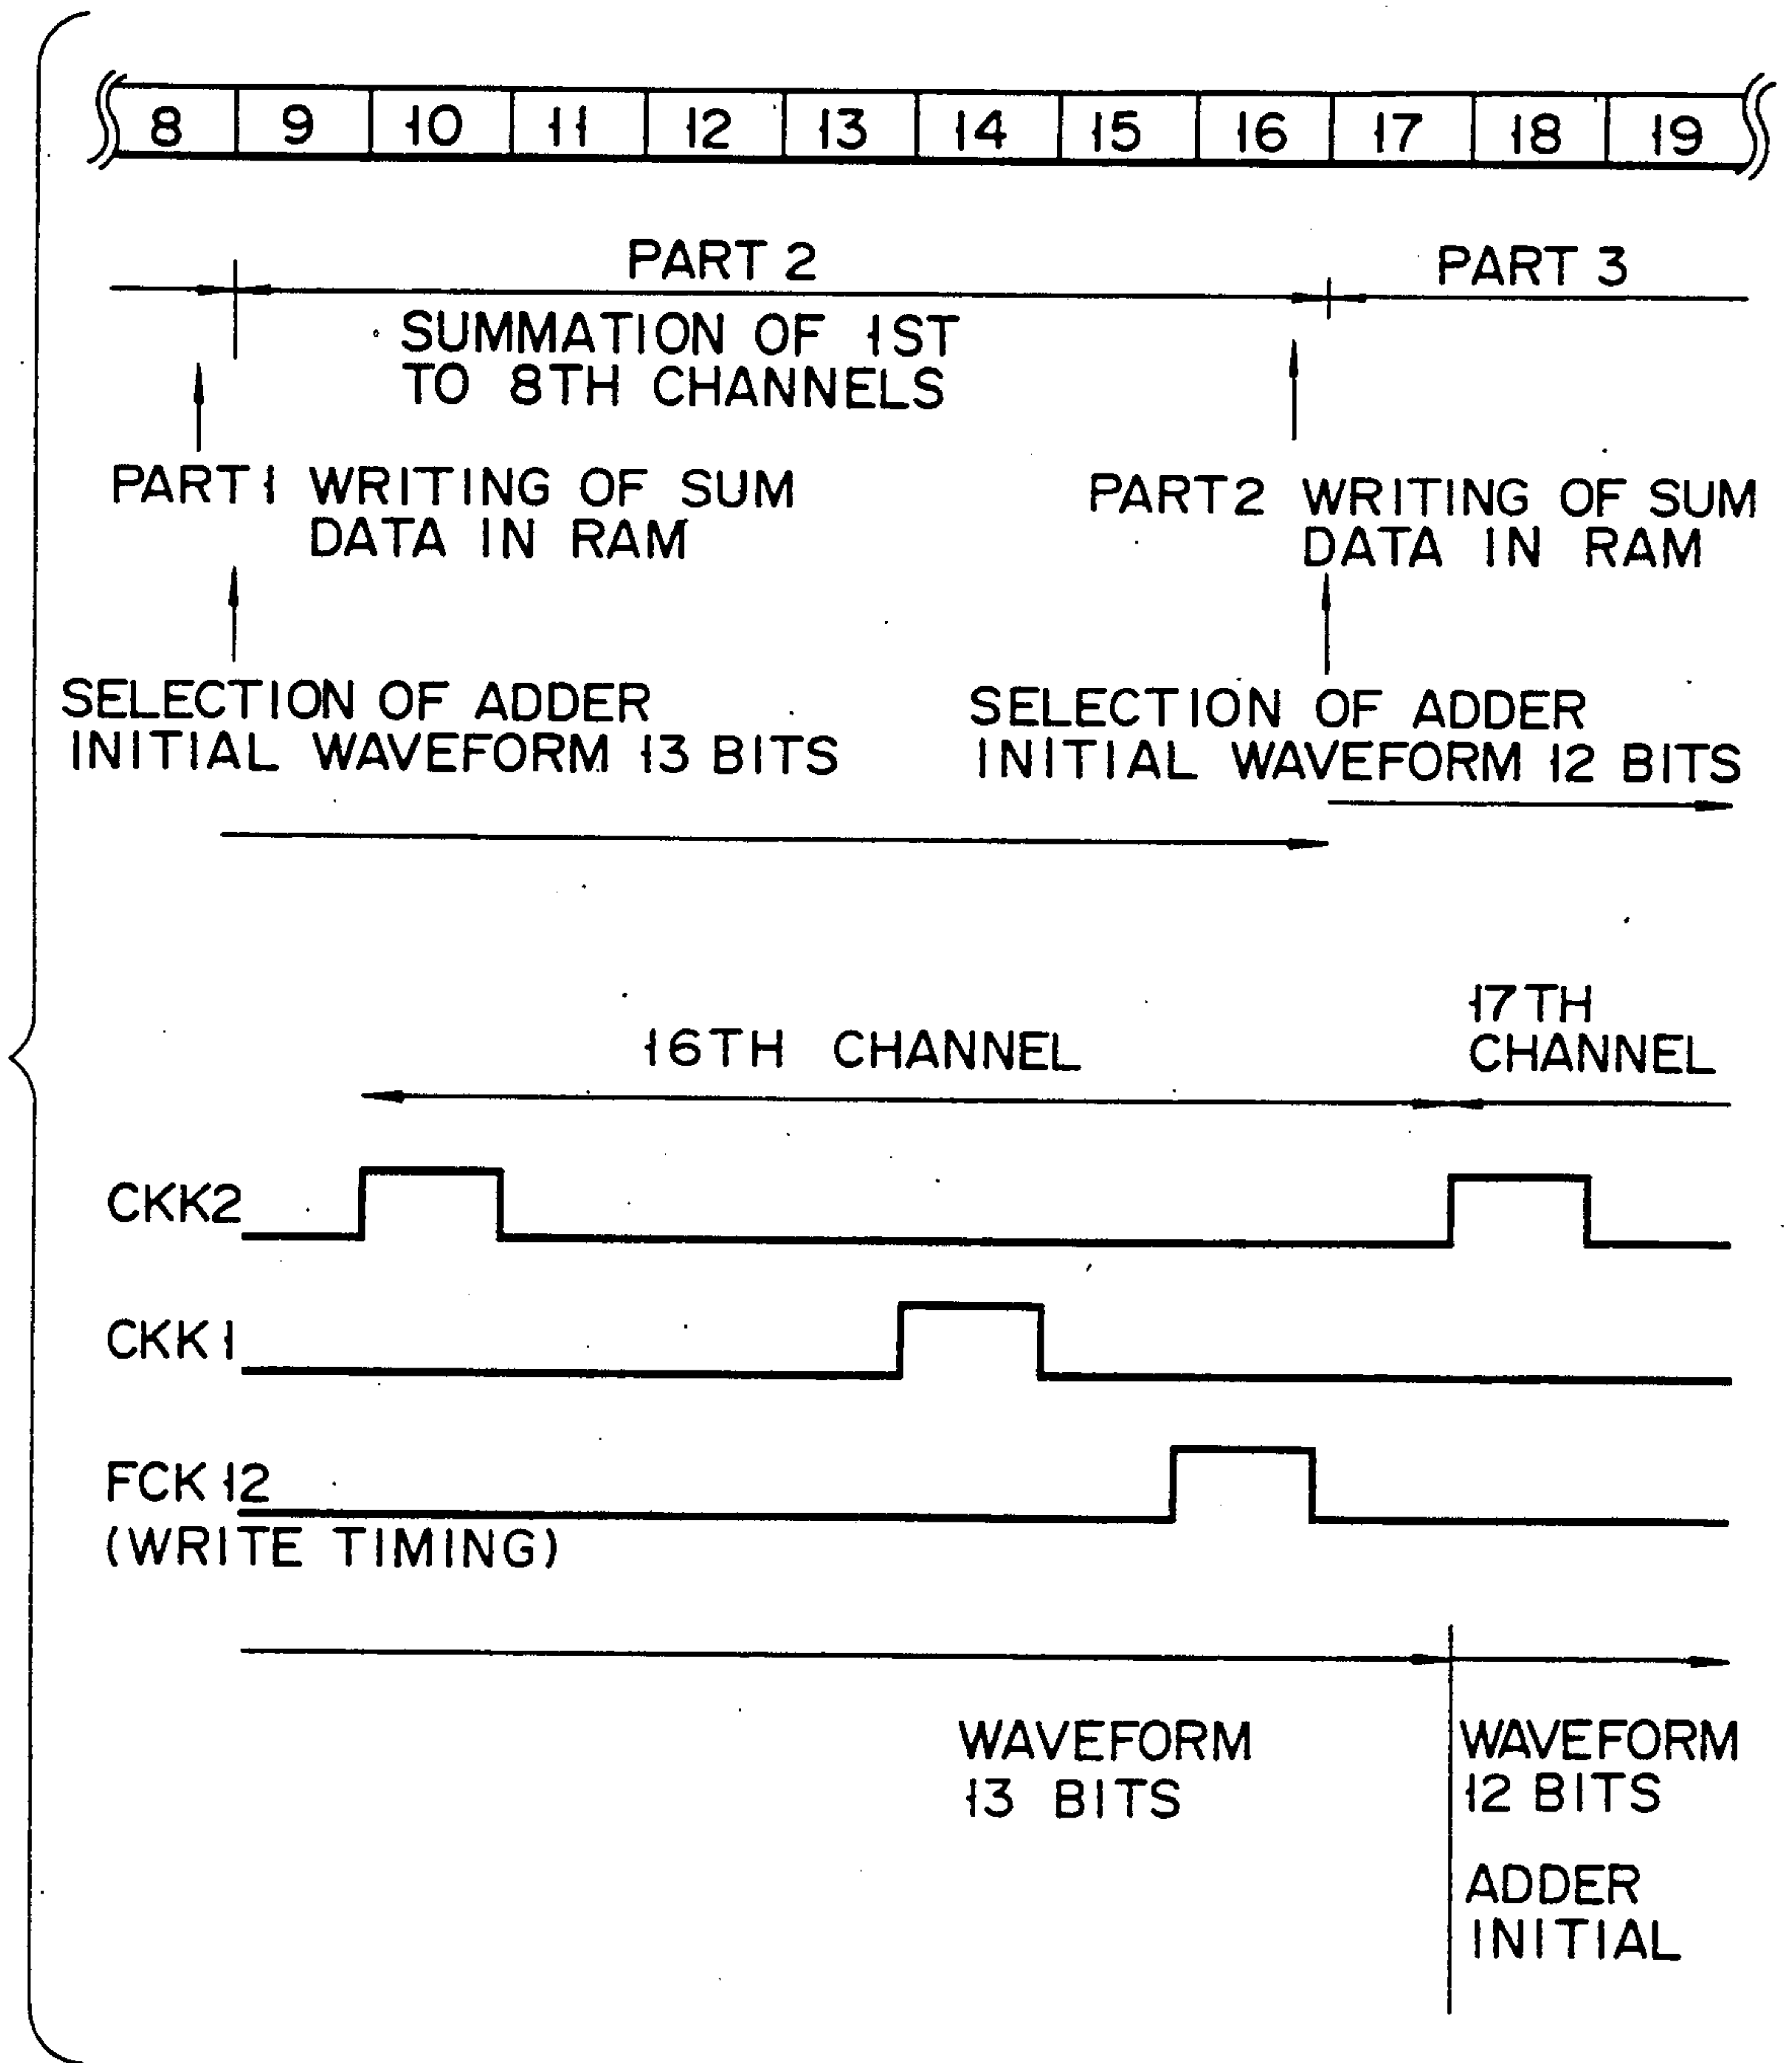 8 9 10 11 12 13 14 15 16 17 18 19
PART 2
PART 3
SUMMATION OF 1ST
TO 8TH CHANNELS
PART 1 WRITING OF SUM
DATA IN RAM
PART2 WRITING OF SUM
DATA IN RAM
SELECTION OF ADDER
INITIAL WAVEFORM 13 BITS
SELECTION OF ADDER
INITIAL WAVEFORM 12 BITS
16TH CHANNEL
17TH
CHANNEL
CKK2
CKK1
FCK12
(WRITE TIMING)
WAVEFORM
13 BITS
WAVEFORM
12 BITS
ADDER
INITIAL